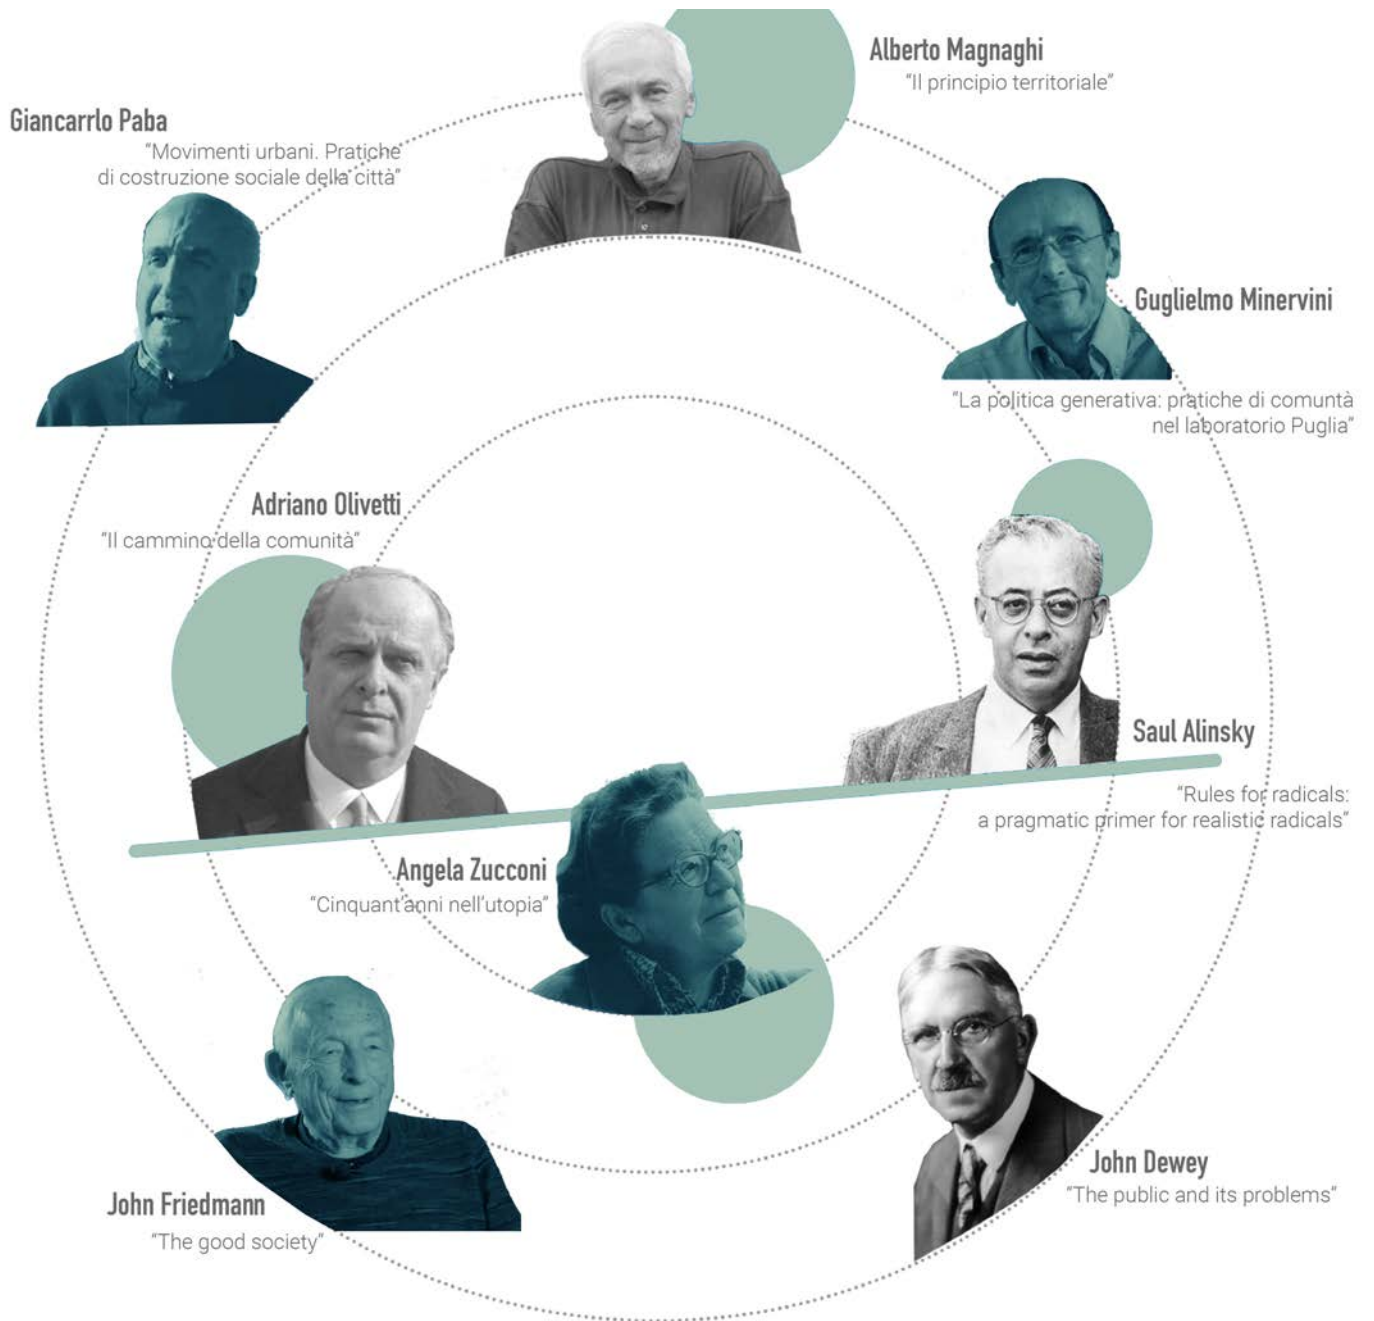 Alberto Magnaghi
“Il principio territoriale”
Giancarrlo Paba
“Movimenti urbani. Pratiche
di costruzione sociale della città”
Guglielmo Minervini
“La politica generativa: pratiche di comuntà
nel laboratorio Puglia”
Adriano Olivetti
“Il cammino della comunità”
Saul Alinsky
“Rules for radicals:
a pragmatic primer for realistic radicals”
Angela Zucconi
“Cinquant’anni nell’utopia”
John Dewey
“The public and its problems”
John Friedmann
“The good society”